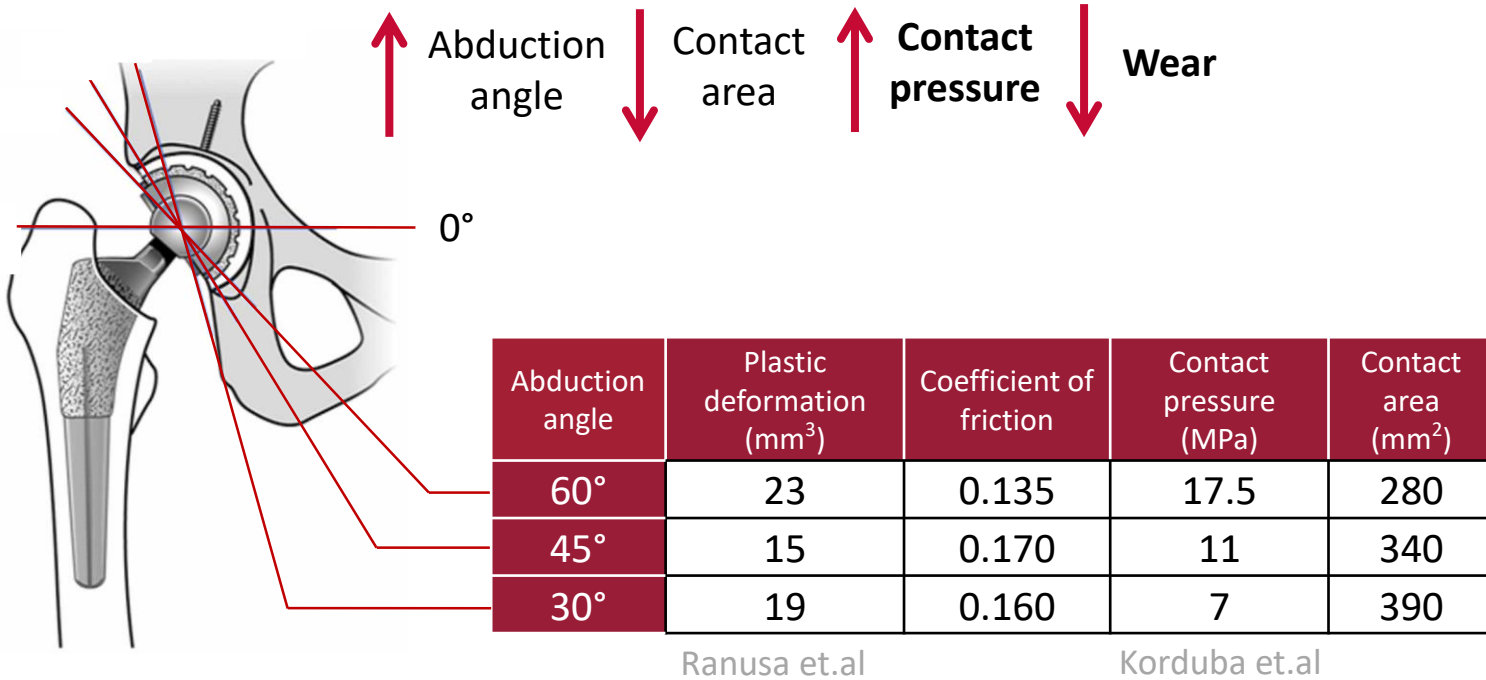 Abduction
angle
Contact
area
Contact
pressure
Wear
0°
Abduction
angle
Plastic
deformation
(mm³)
Coefficient of
friction
Contact
pressure
(MPa)
Contact
area
(mm²)
60° 23 0.135 17.5 280
45° 15 0.170 11 340
30° 19 0.160 7 390
Ranusa et.al
Korduba et.al